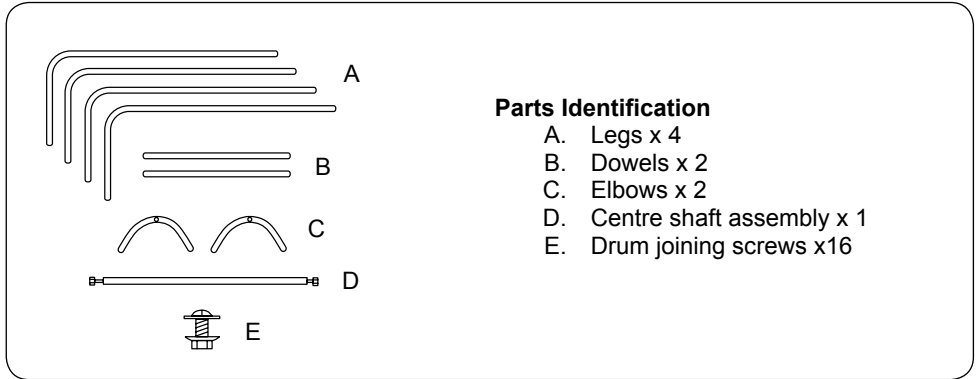 A
B
C
D
E
Parts Identification
A. Legs x 4
B. Dowels x 2
C. Elbows x 2
D. Centre shaft assembly x 1
E. Drum joining screws x16